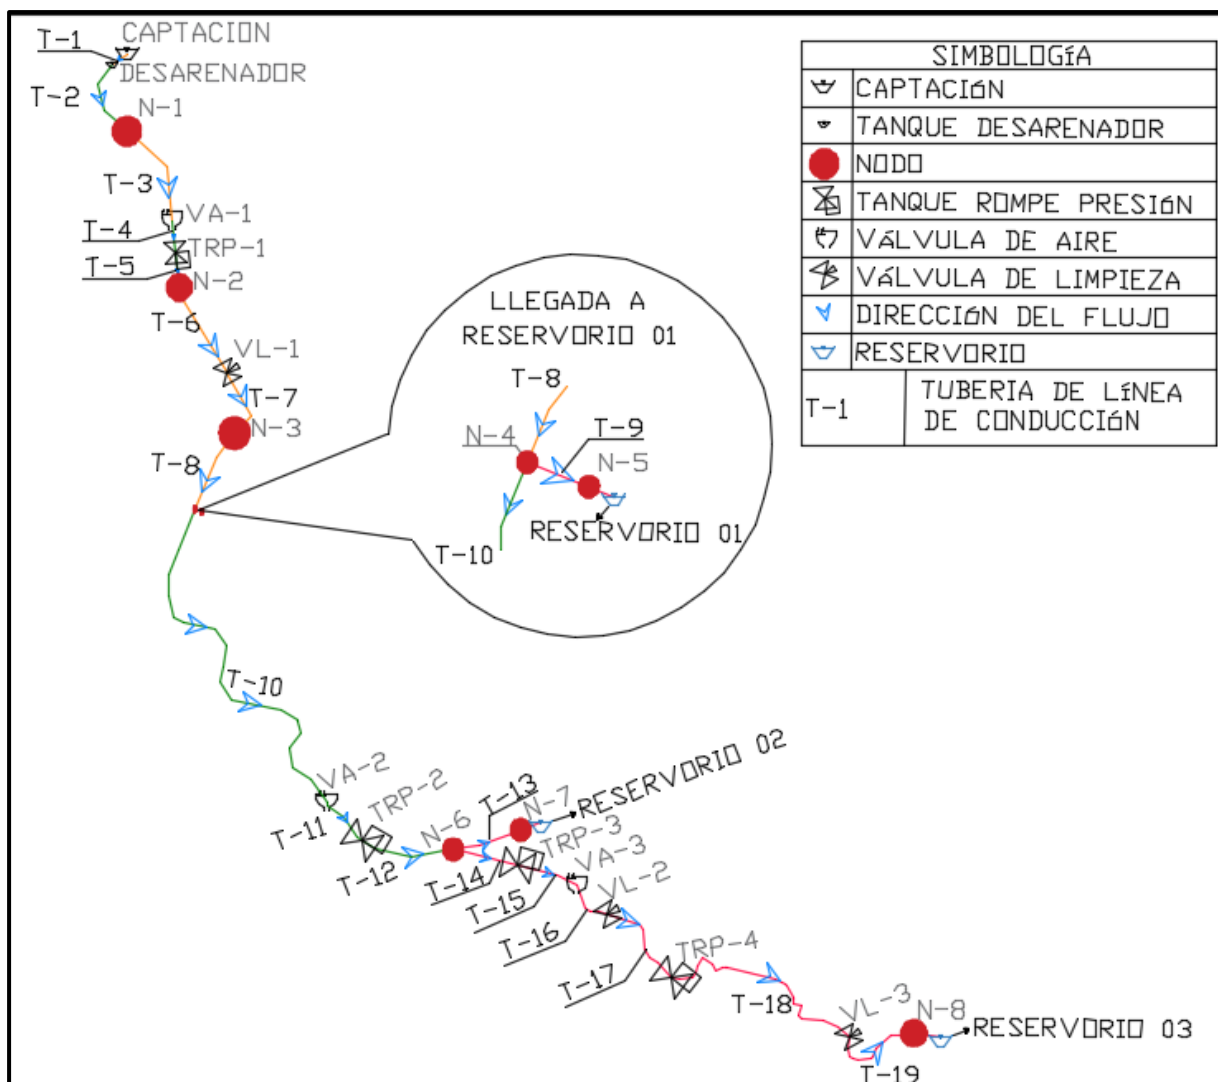 T-1
CAPTACION
DESARENADOR
T-2
N-1
T-3
VA-1
T-4
TRP-1
T-5
N-2
T-6
VL-1
T-7
N-3
T-8
LLEGADA A
RESERVORIO 01
T-8
T-9
N-4
N-5
RESERVORIO 01
T-10
T-10
VA-2
TRP-2
T-11
T-12
N-6
T-13
N-7
RESERVORIO 02
TRP-3
T-14
VA-3
T-15
VL-2
T-16
TRP-4
T-17
T-18
VL-3
N-8
RESERVORIO 03
T-19
SIMBOLOGíA
CAPTACIóN
TANQUE DESARENADOR
NODO
TANQUE ROMPE PRESIóN
VáLVULA DE AIRE
VáLVULA DE LIMPIEZA
DIRECCIóN DEL FLUJO
RESERVORIO
T-1
TUBERIA DE LíNEA
DE CONDUCCIóN